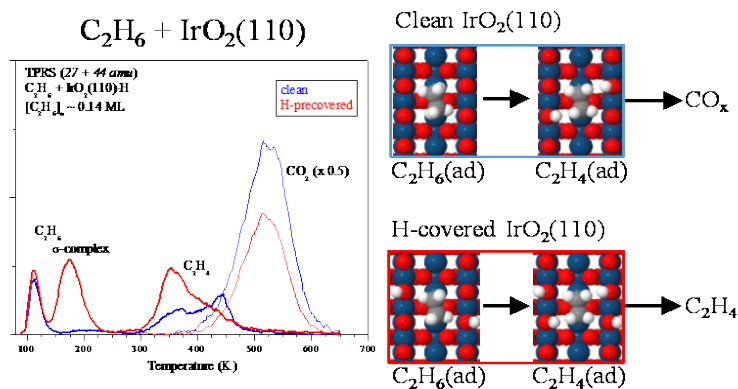 C₂H₆ + IrO₂(110)
TPRS (27 + 44 amu)
C₂H₆ + IrO₂(110)-H
[C₂H₆]ₒ ~ 0.14 ML
clean
H-precovered
CO₂ (x 0.5)
C₂H₆
σ-complex
C₂H₄
100 200 300 400 500 600 700
Temperature (K)
Clean IrO₂(110)
COₓ
C₂H₆(ad) C₂H₄(ad)
H-covered IrO₂(110)
C₂H₄
C₂H₆(ad) C₂H₄(ad)